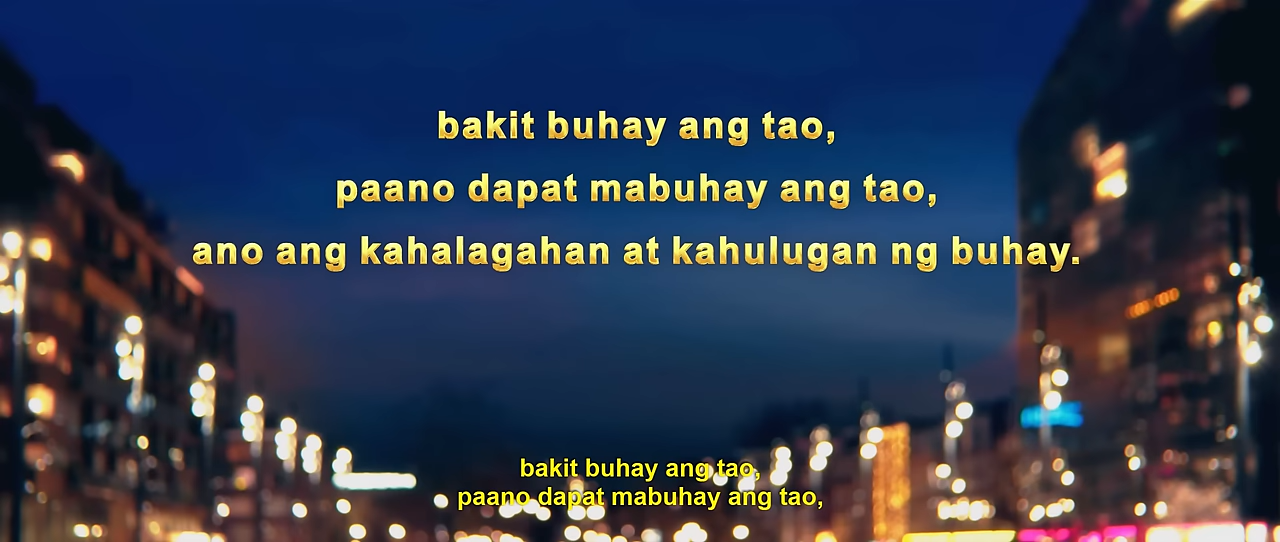 bakit buhay ang tao,
paano dapat mabuhay ang tao,
ano ang kahalagahan at kahulugan ng buhay.
bakit buhay ang tao,
paano dapat mabuhay ang tao,